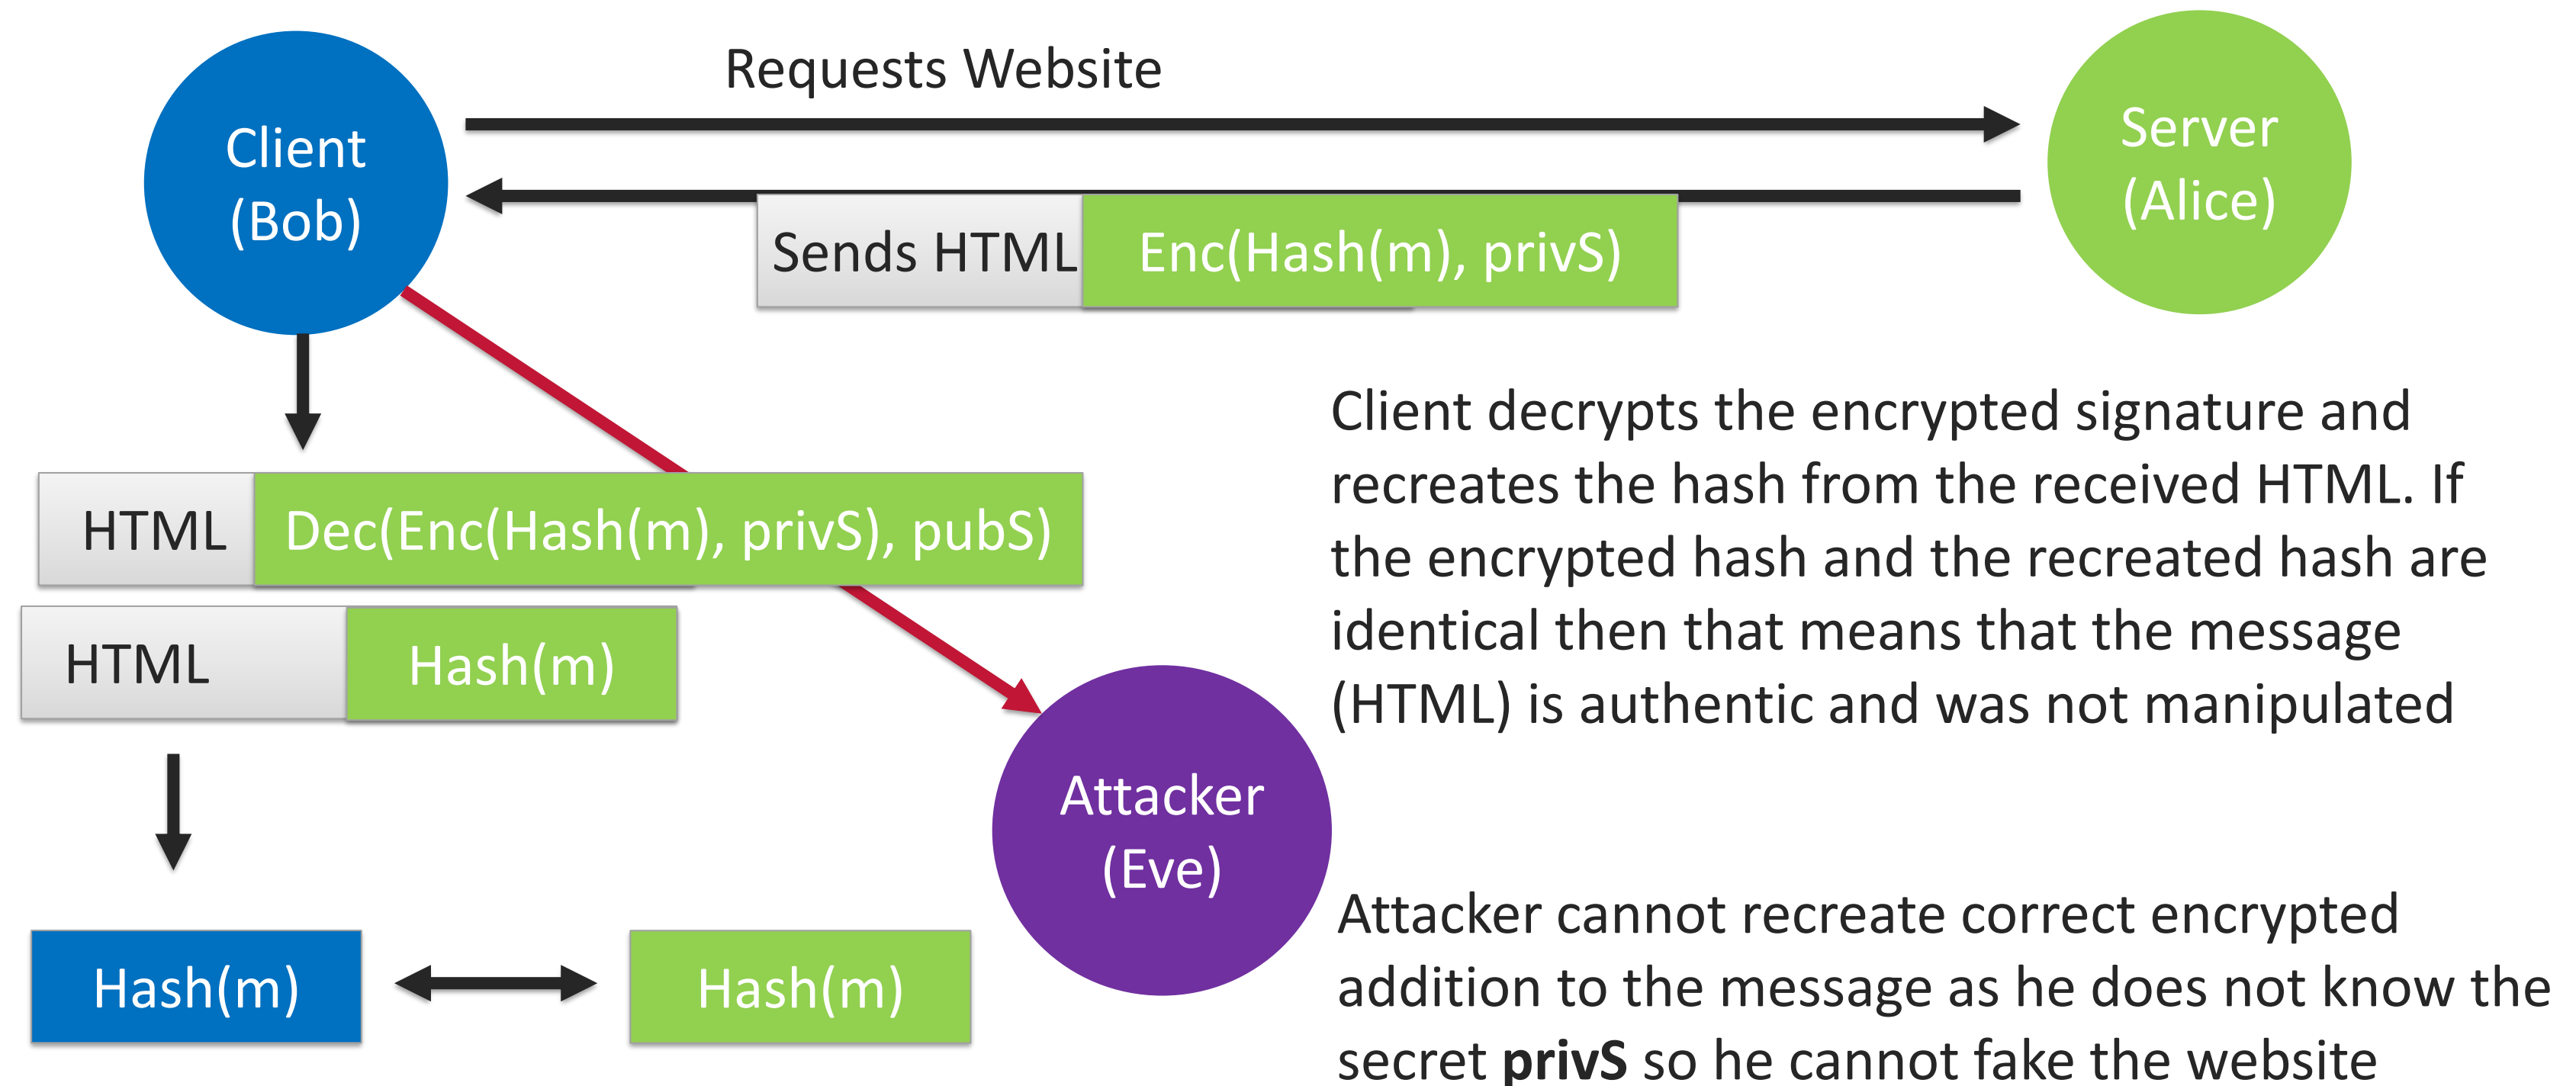 Requests Website
Client
(Bob)
Server
(Alice)
Sends HTML
Enc(Hash(m), privS)
Client decrypts the encrypted signature and
recreates the hash from the received HTML. If
the encrypted hash and the recreated hash are
identical then that means that the message
(HTML) is authentic and was not manipulated
HTML
Dec(Enc(Hash(m), privS), pubS)
HTML
Hash(m)
Attacker
(Eve)
Hash(m)
Hash(m)
Attacker cannot recreate correct encrypted
addition to the message as he does not know the
secret privS so he cannot fake the website